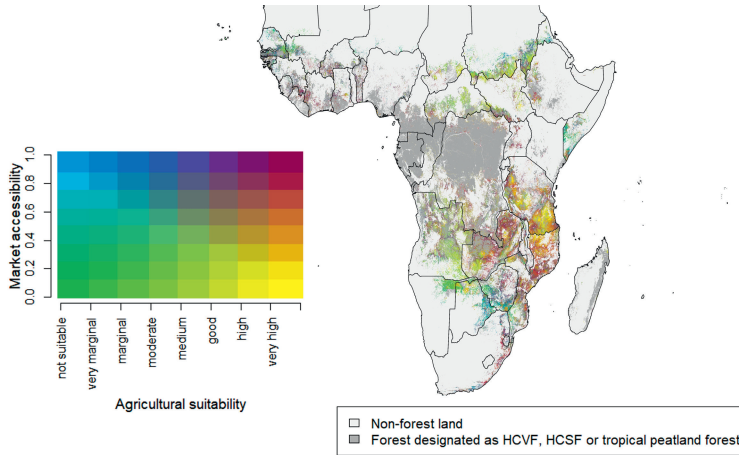 Market accessibility
1.0
0.8
0.6
0.4
0.2
0.0
not suitable
very marginal
marginal
moderate
medium
good
high
very high
Agricultural suitability
Non-forest land
Forest designated as HCVF, HCSF or tropical peatland forest